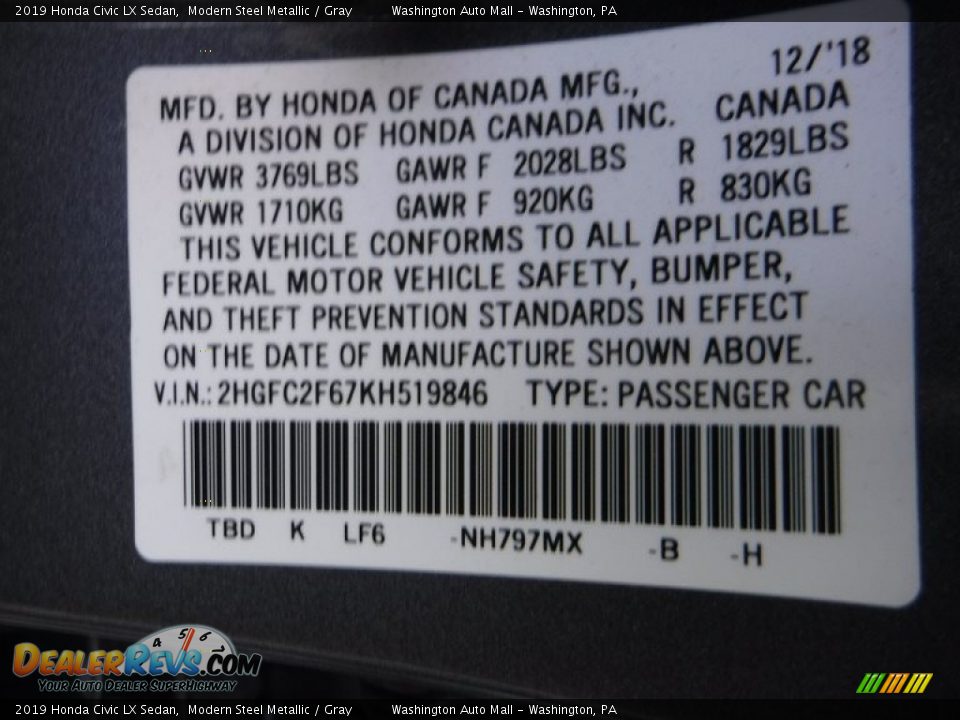 2019 Honda Civic LX Sedan, Modern Steel Metallic / Gray Washington Auto Mall - Washington, PA
12/'18
MFD. BY HONDA OF CANADA MFG.,
A DIVISION OF HONDA CANADA INC. CANADA
GVWR 3769LBS GAWR F 2028LBS R 1829LBS
GVWR 1710KG GAWR F 920KG R 830KG
THIS VEHICLE CONFORMS TO ALL APPLICABLE
FEDERAL MOTOR VEHICLE SAFETY, BUMPER,
AND THEFT PREVENTION STANDARDS IN EFFECT
ON THE DATE OF MANUFACTURE SHOWN ABOVE.
V.I.N.: 2HGFC2F67KH519846 TYPE: PASSENGER CAR
TBD K LF6 -NH797MX -B -H
4 5 6
DEALERREVS.COM
YOUR AUTO DEALER SUPERHIGHWAY
2019 Honda Civic LX Sedan, Modern Steel Metallic / Gray Washington Auto Mall - Washington, PA